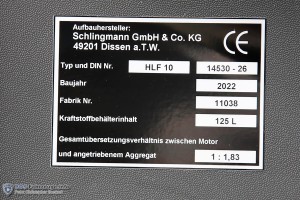 Aufbauhersteller:
Schlingmann GmbH & Co. KG
49201 Dissen a.T.W.
CE
Typ und DIN Nr. HLF 10 14530 - 26
Baujahr 2022
Fabrik Nr. 11038
Kraftstoffbehälterinhalt 125 L
Gesamtübersetzungsverhältnis zwischen Motor
und angetriebenem Aggregat 1 : 1,83